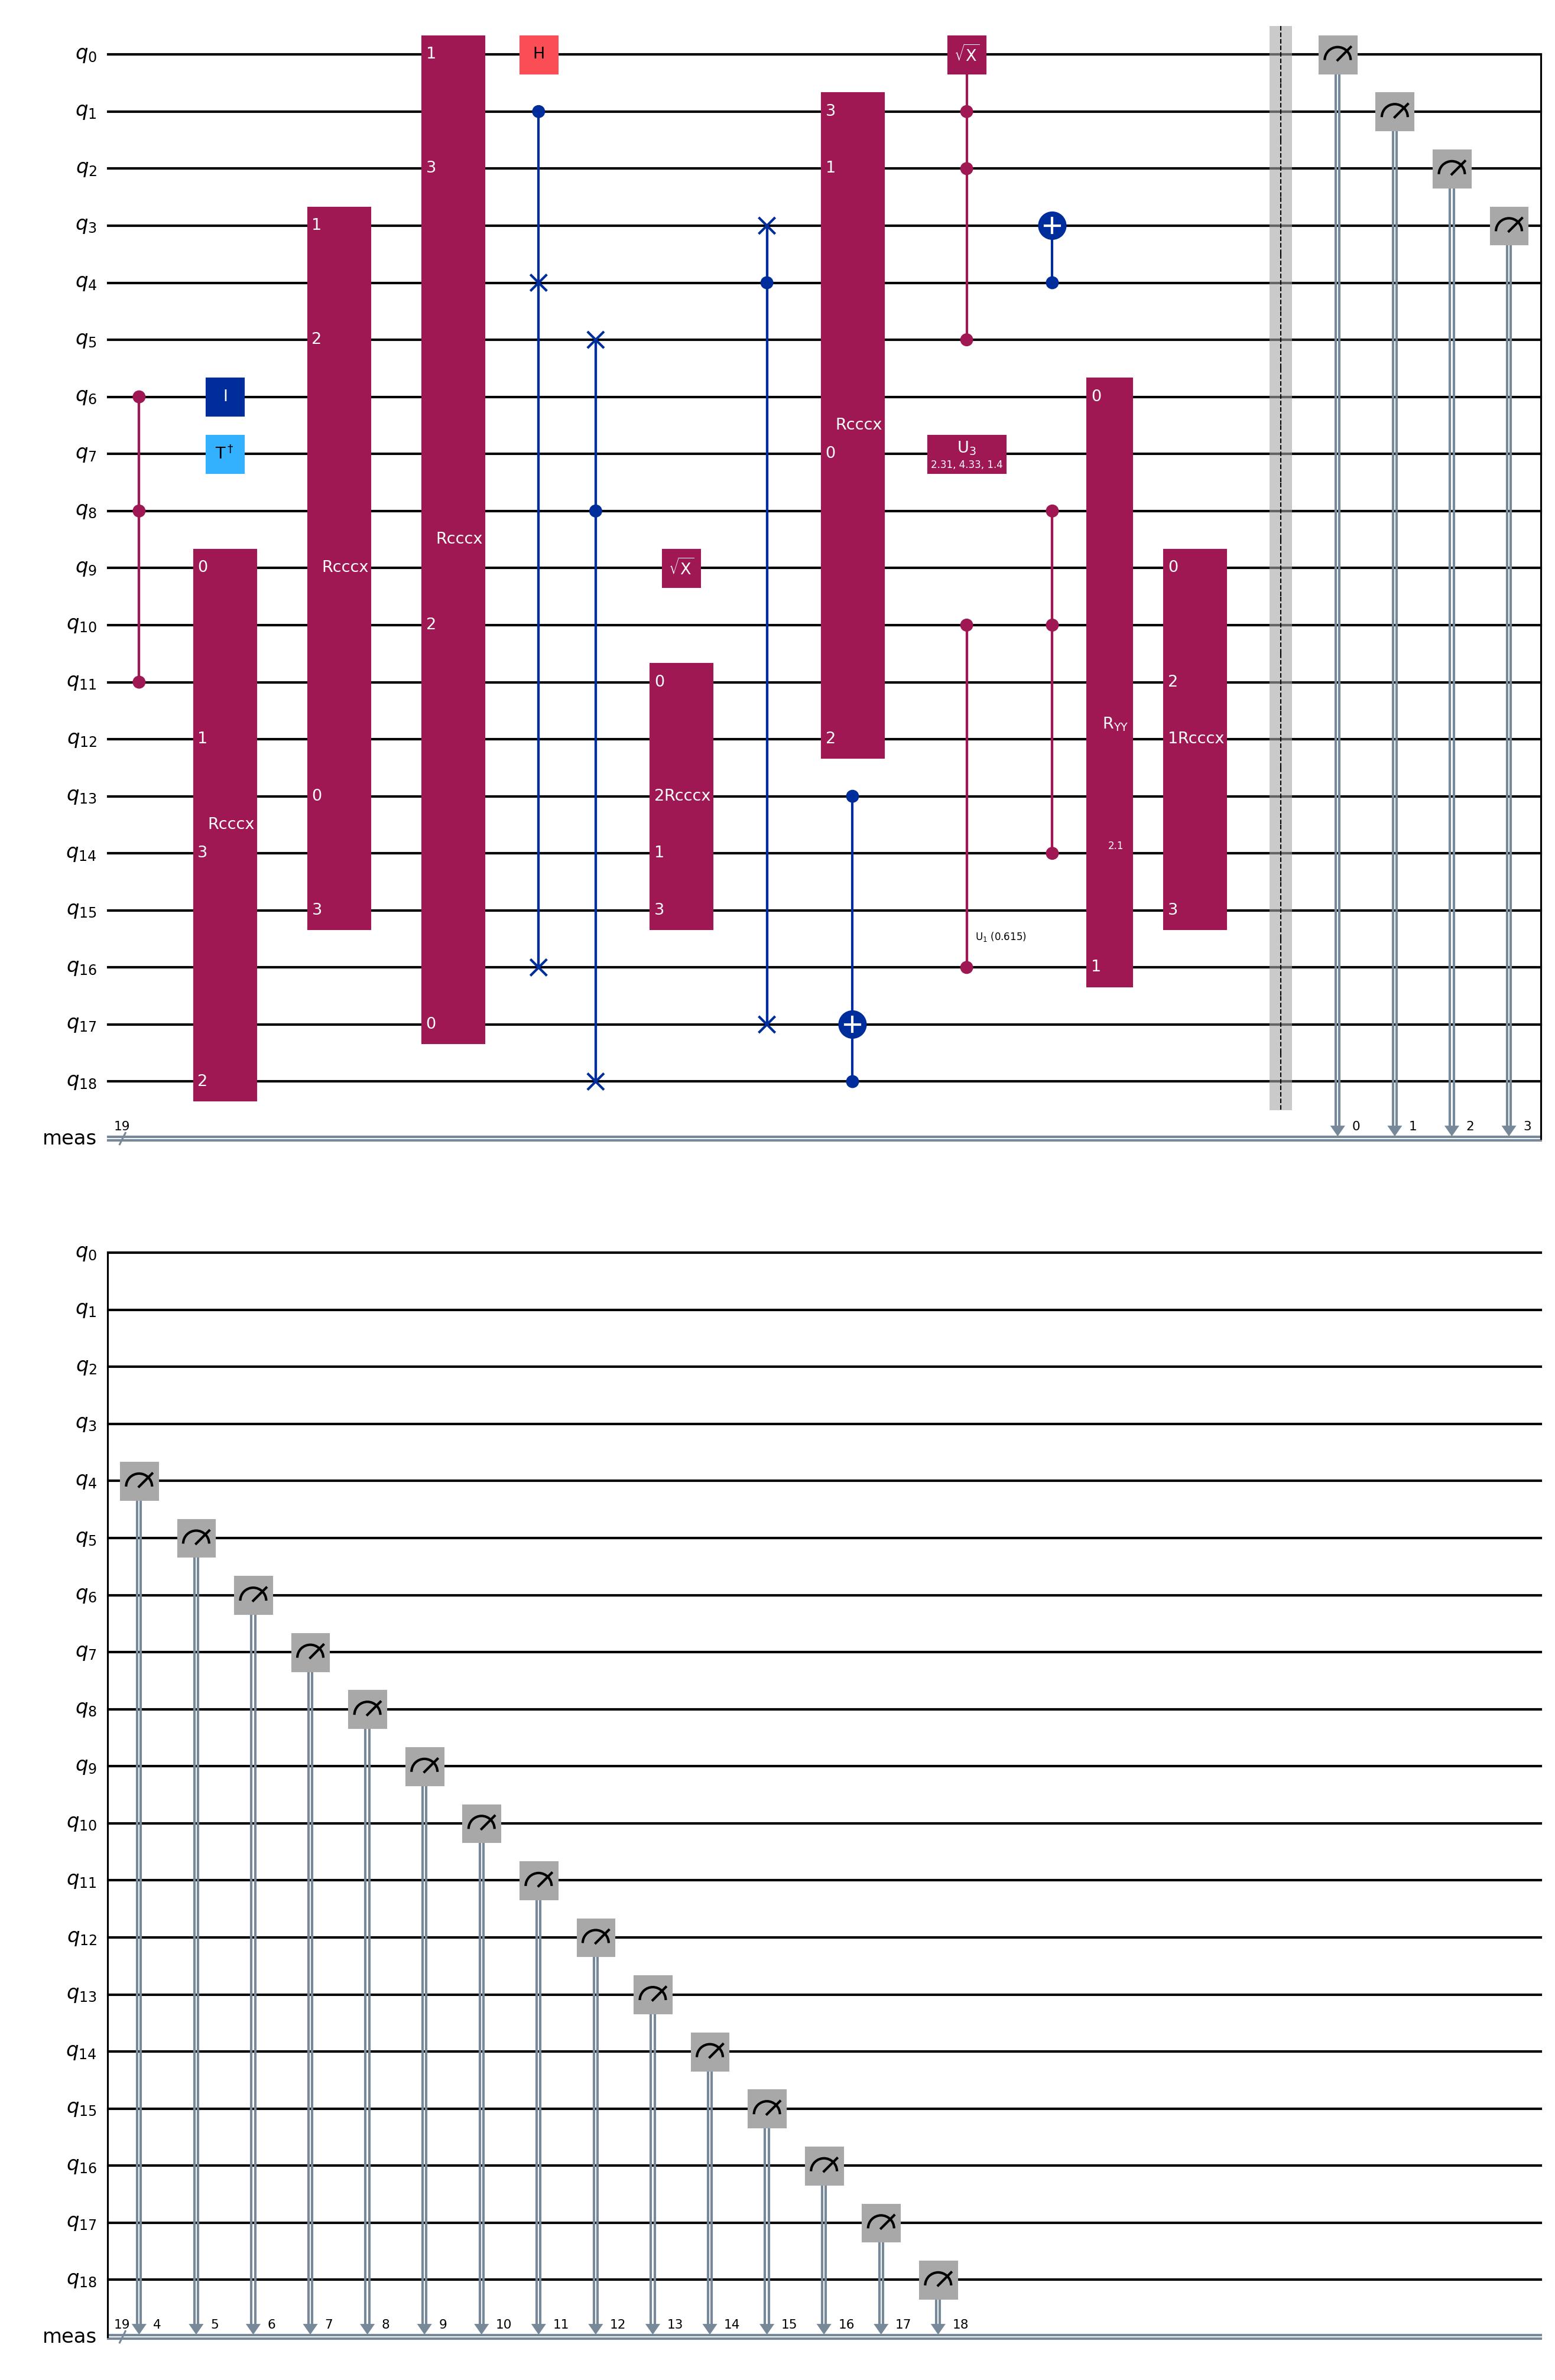 q0 1 H √X
q1 3
q2 3 1
q3 1
q4
q5 2
q6 I 0
q7 T† Rcccx 0 U3
2.31, 4.33, 1.4
q8 Rcccx
q9 0 Rcccx √X 0
q10 2
q11 0 2
q12 1 2 RYY 1Rcccx
q13 0 2Rcccx
Rcccx
q14 3 1 2.1
q15 3 3 3
U1 (0.615)
q16 1
q17 0
q18 2
meas 19 0 1 2 3
q0
q1
q2
q3
q4
q5
q6
q7
q8
q9
q10
q11
q12
q13
q14
q15
q16
q17
q18
meas 19 4 5 6 7 8 9 10 11 12 13 14 15 16 17 18